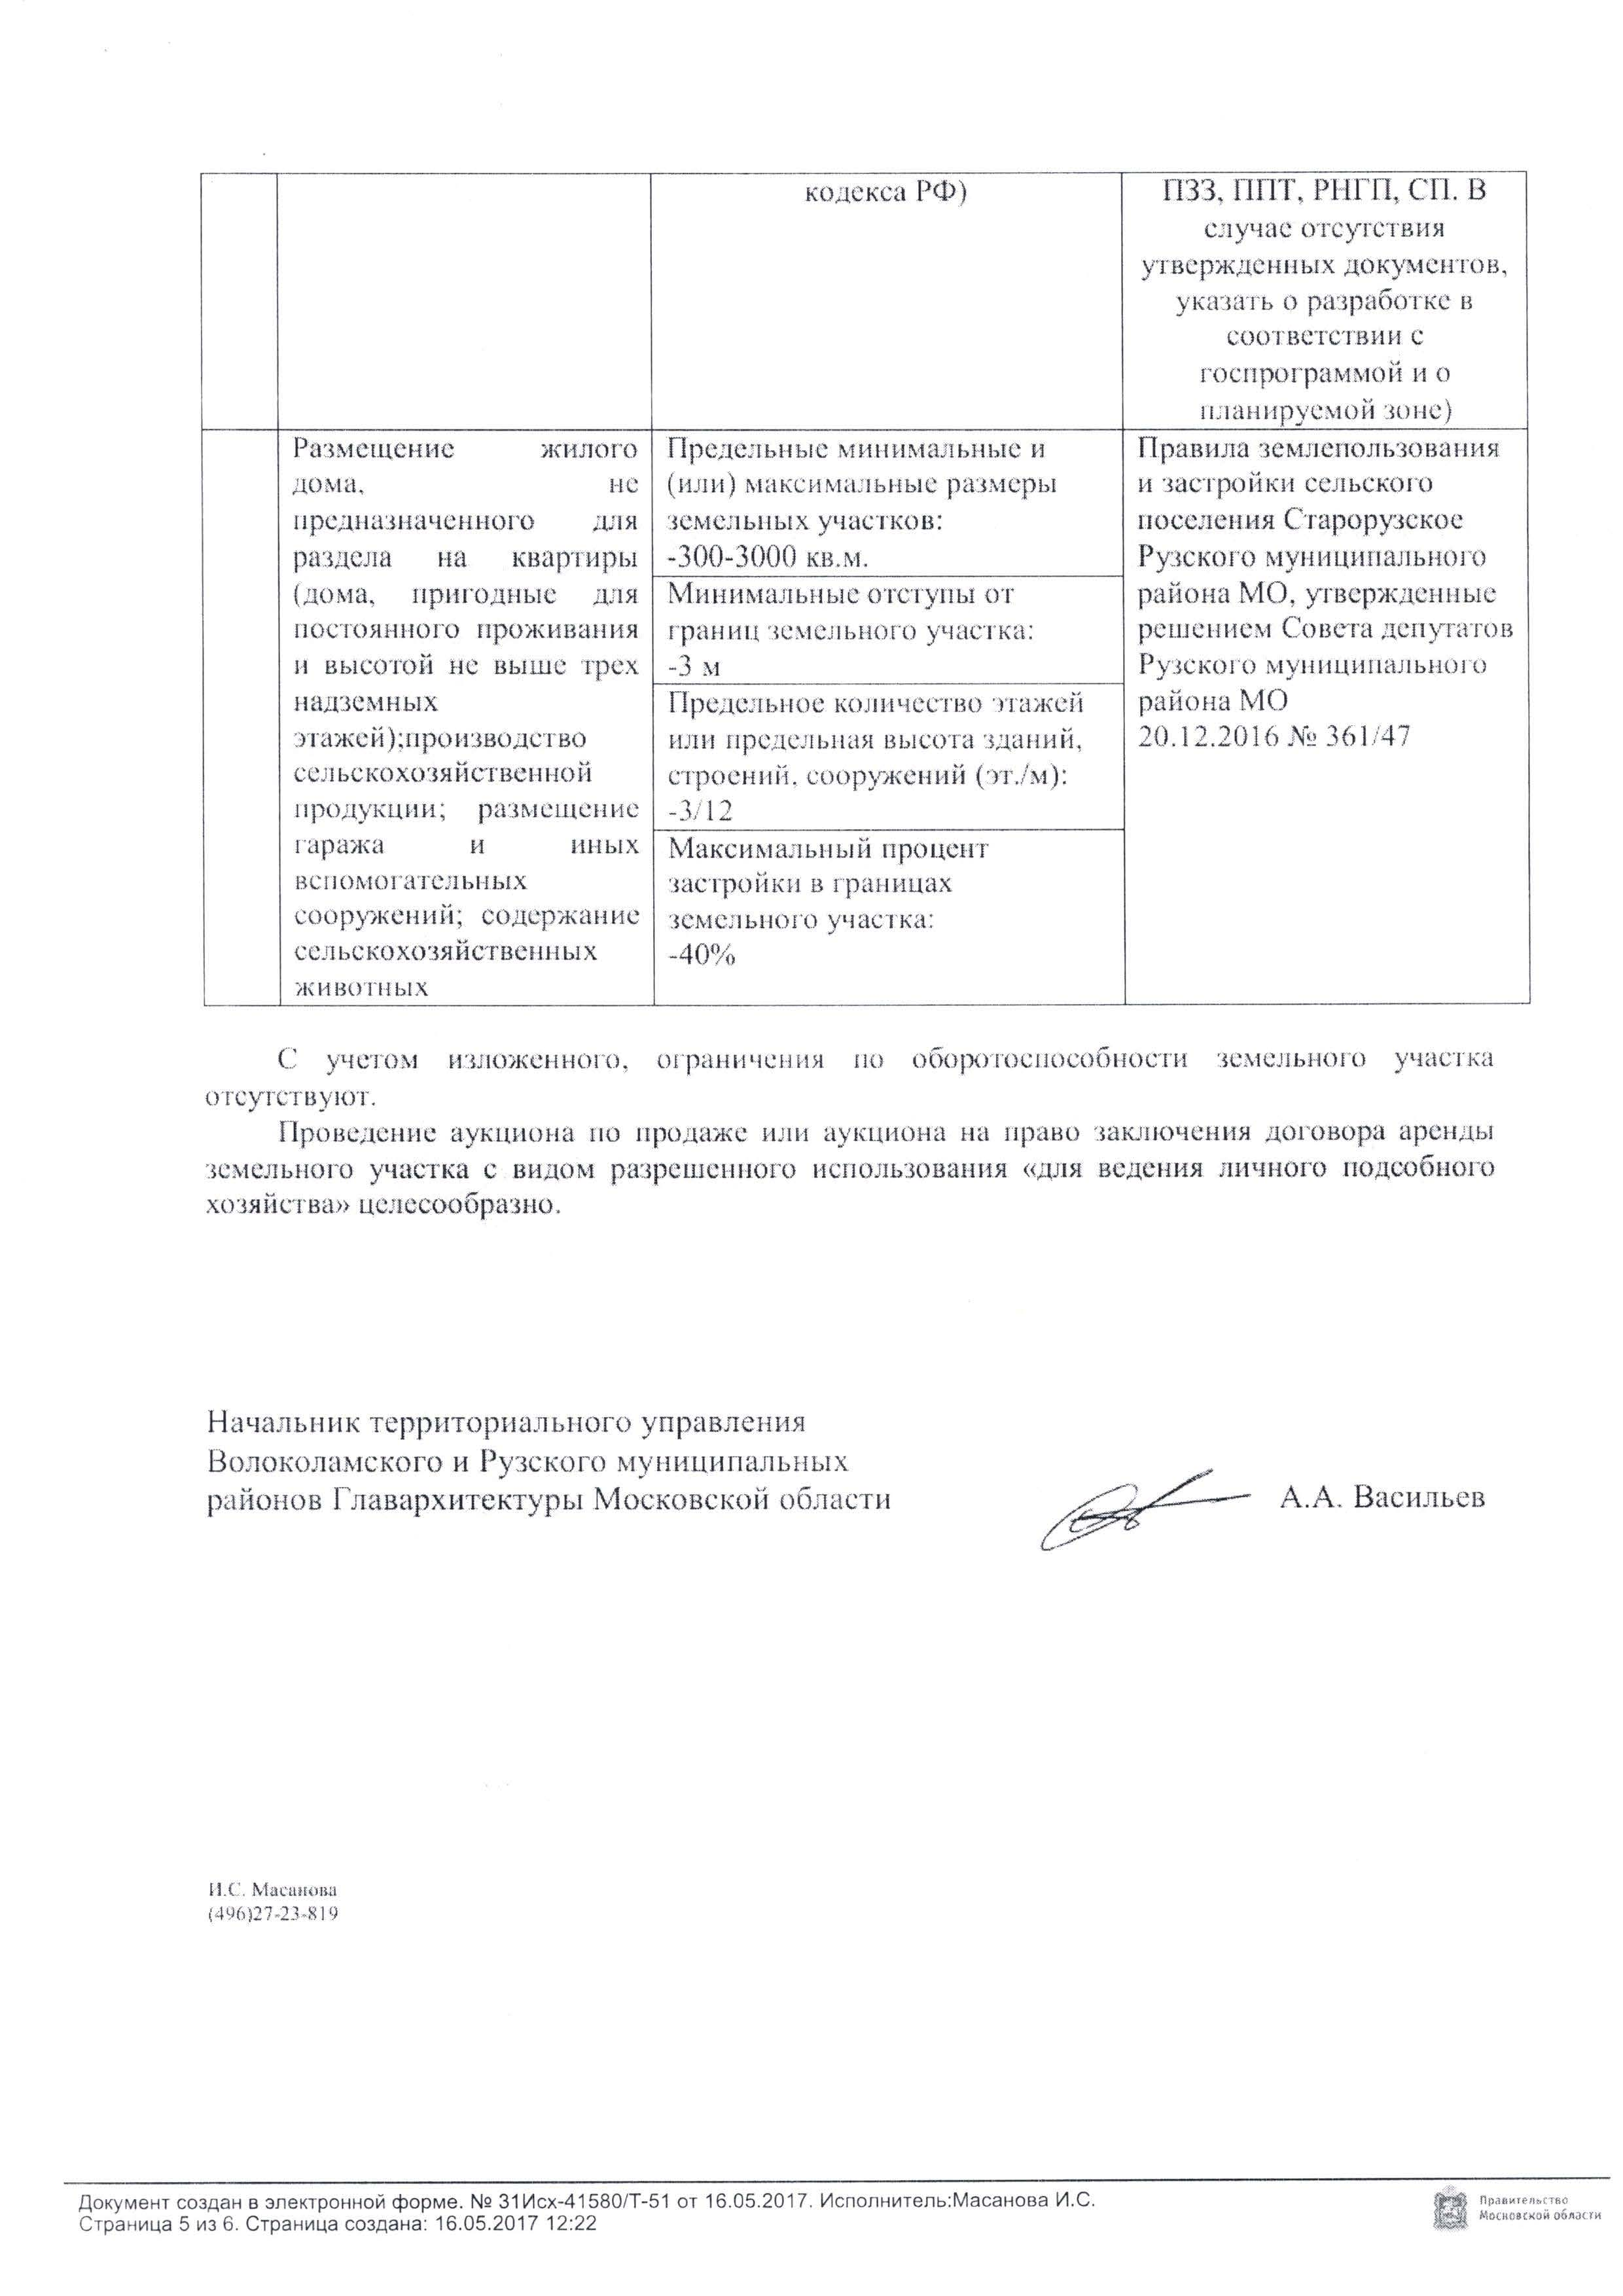 кодекса РФ)
ПЗЗ, ППТ, РНГП, СП. В
случае отсутствия
утвержденных документов,
указать о разработке в
соответствии с
госпрограммой и о
планируемой зоне)
Размещение жилого
дома, не
предназначенного для
раздела на квартиры
(дома, пригодные для
постоянного проживания
и высотой не выше трех
надземных
этажей);производство
сельскохозяйственной
продукции; размещение
гаража и иных
вспомогательных
сооружений; содержание
сельскохозяйственных
животных
Предельные минимальные и
(или) максимальные размеры
земельных участков:
-300-3000 кв.м.
Минимальные отступы от
границ земельного участка:
-3 м
Предельное количество этажей
или предельная высота зданий,
строений, сооружений (эт./м):
-3/12
Максимальный процент
застройки в границах
земельного участка:
-40%
Правила землепользования
и застройки сельского
поселения Старорузское
Рузского муниципального
района МО, утвержденные
решением Совета депутатов
Рузского муниципального
района МО
20.12.2016 № 361/47
С учетом изложенного, ограничения по оборотоспособности земельного участка
отсутствуют.
Проведение аукциона по продаже или аукциона на право заключения договора аренды
земельного участка с видом разрешенного использования «для ведения личного подсобного
хозяйства» целесообразно.
Начальник территориального управления
Волоколамского и Рузского муниципальных
районов Главархитектуры Московской области
А.А. Васильев
И.С. Масанова
(496)27-23-819
Документ создан в электронной форме. № 31Исх-41580/Т-51 от 16.05.2017. Исполнитель:Масанова И.С.
Страница 5 из 6. Страница создана: 16.05.2017 12:22
Правительство
Московской области